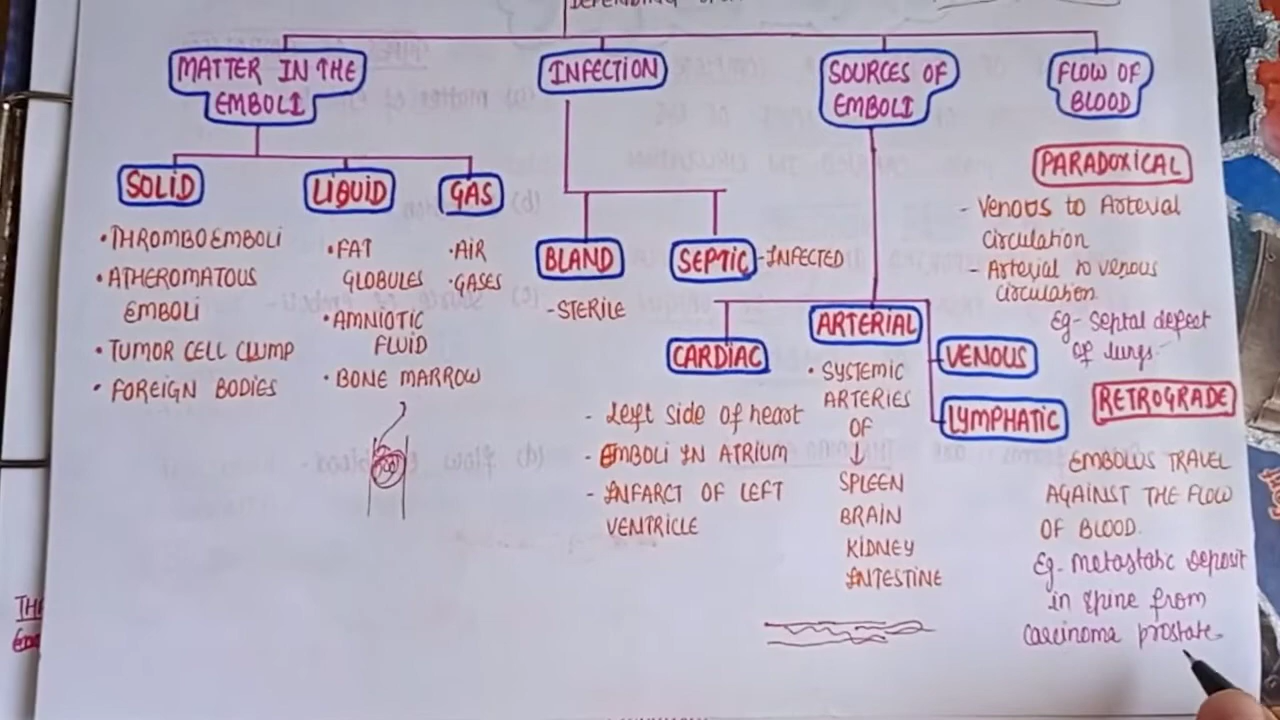 DEPENDING
MATTER IN THE
EMBOLI
INFECTION
SOURCES OF
EMBOLI
FLOW OF
BLOOD
SOLID
LIQUID
GAS
• THROMBOEMBOLI
• ATHEROMATOUS
EMBOLI
• TUMOR CELL CLUMP
• FOREIGN BODIES
• FAT
GLOBULES
• AMNIOTIC
FLUID
• BONE MARROW
• AIR
• GASES
BLAND
- STERILE
SEPTIC - INFECTED
CARDIAC
- Left side of heart
- EMBOLI IN ATRIUM
- INFARCT OF LEFT
VENTRICLE
ARTERIAL
• SYSTEMIC
ARTERIES
OF
↓
SPLEEN
BRAIN
KIDNEY
INTESTINE
VENOUS
LYMPHATIC
PARADOXICAL
- Venous to Arterial
circulation
- Arterial to venous
circulation
Eg- Septal defect
of lungs
RETROGRADE
EMBOLUS TRAVEL
AGAINST THE FLOW
OF BLOOD.
Eg- metastatic deposit
in spine from
carcinoma prostate